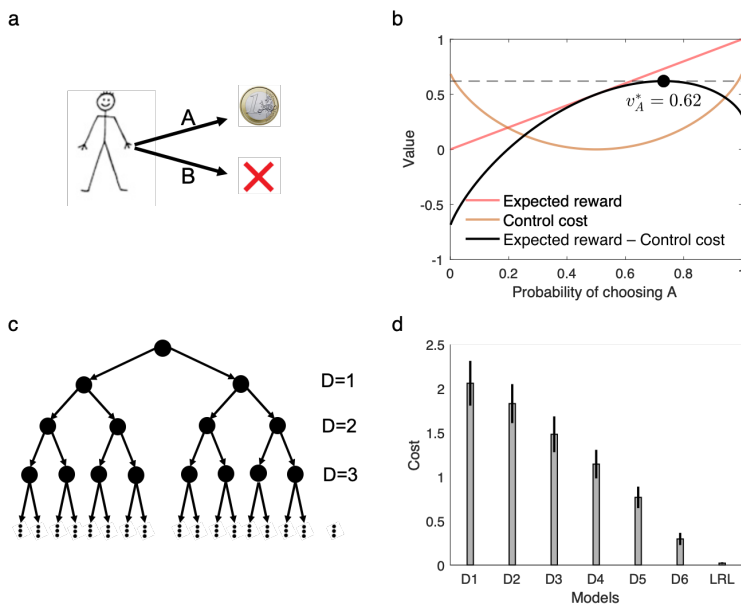 a
A
B
b
1
0.5
0
-0.5
-1
Value
v*A = 0.62
Expected reward
Control cost
Expected reward – Control cost
0
0.2
0.4
0.6
0.8
Probability of choosing A
c
D=1
D=2
D=3
d
2.5
2
1.5
1
0.5
0
Cost
D1 D2 D3 D4 D5 D6 LRL
Models